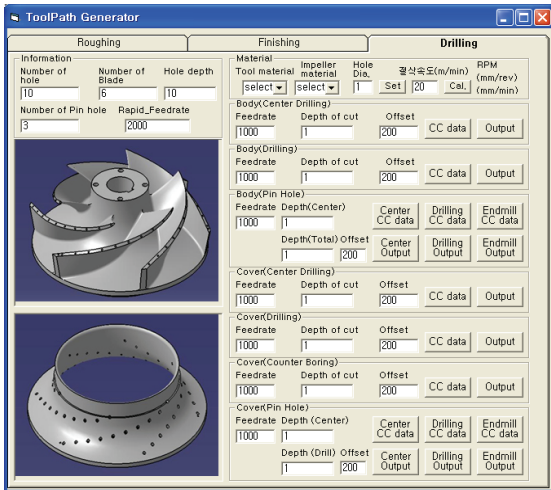 ToolPath Generator
Roughing Finishing Drilling
Information
Number of hole Number of Blade Hole depth
10 6 10
Number of Pin hole Rapid_Feedrate
3 2000
Material
Tool material Impeller material Hole Dia. 절삭속도(m/min) RPM (mm/rev) (mm/min)
select select 1 Set 20 Cal.
Body(Center Drilling)
Feedrate Depth of cut Offset
1000 1 200 CC data Output
Body(Drilling)
Feedrate Depth of cut Offset
1000 1 200 CC data Output
Body(Pin Hole)
Feedrate Depth(Center)
1000 1 Center CC data Drilling CC data Endmill CC data
Depth(Total) Offset
1 200 Center Output Drilling Output Endmill Output
Cover(Center Drilling)
Feedrate Depth of cut Offset
1000 1 200 CC data Output
Cover(Drilling)
Feedrate Depth of cut Offset
1000 1 200 CC data Output
Cover(Counter Boring)
Feedrate Depth of cut Offset
1000 1 200 CC data Output
Cover(Pin Hole)
Feedrate Depth (Center)
1000 1 Center CC data Drilling CC data Endmill CC data
Depth (Drill) Offset
1 200 Center Output Drilling Output Endmill Output